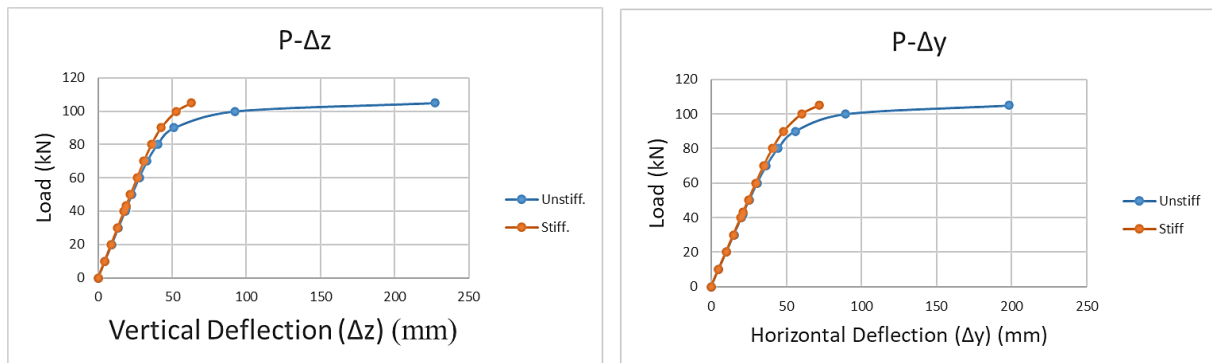 P-Δz
120
100
80
60
40
20
0
0 50 100 150 200 250
Load (kN)
Vertical Deflection (Δz) (mm)
Unstiff.
Stiff.
P-Δy
120
100
80
60
40
20
0
0 50 100 150 200 250
Load (kN)
Horizontal Deflection (Δy) (mm)
Unstiff
Stiff